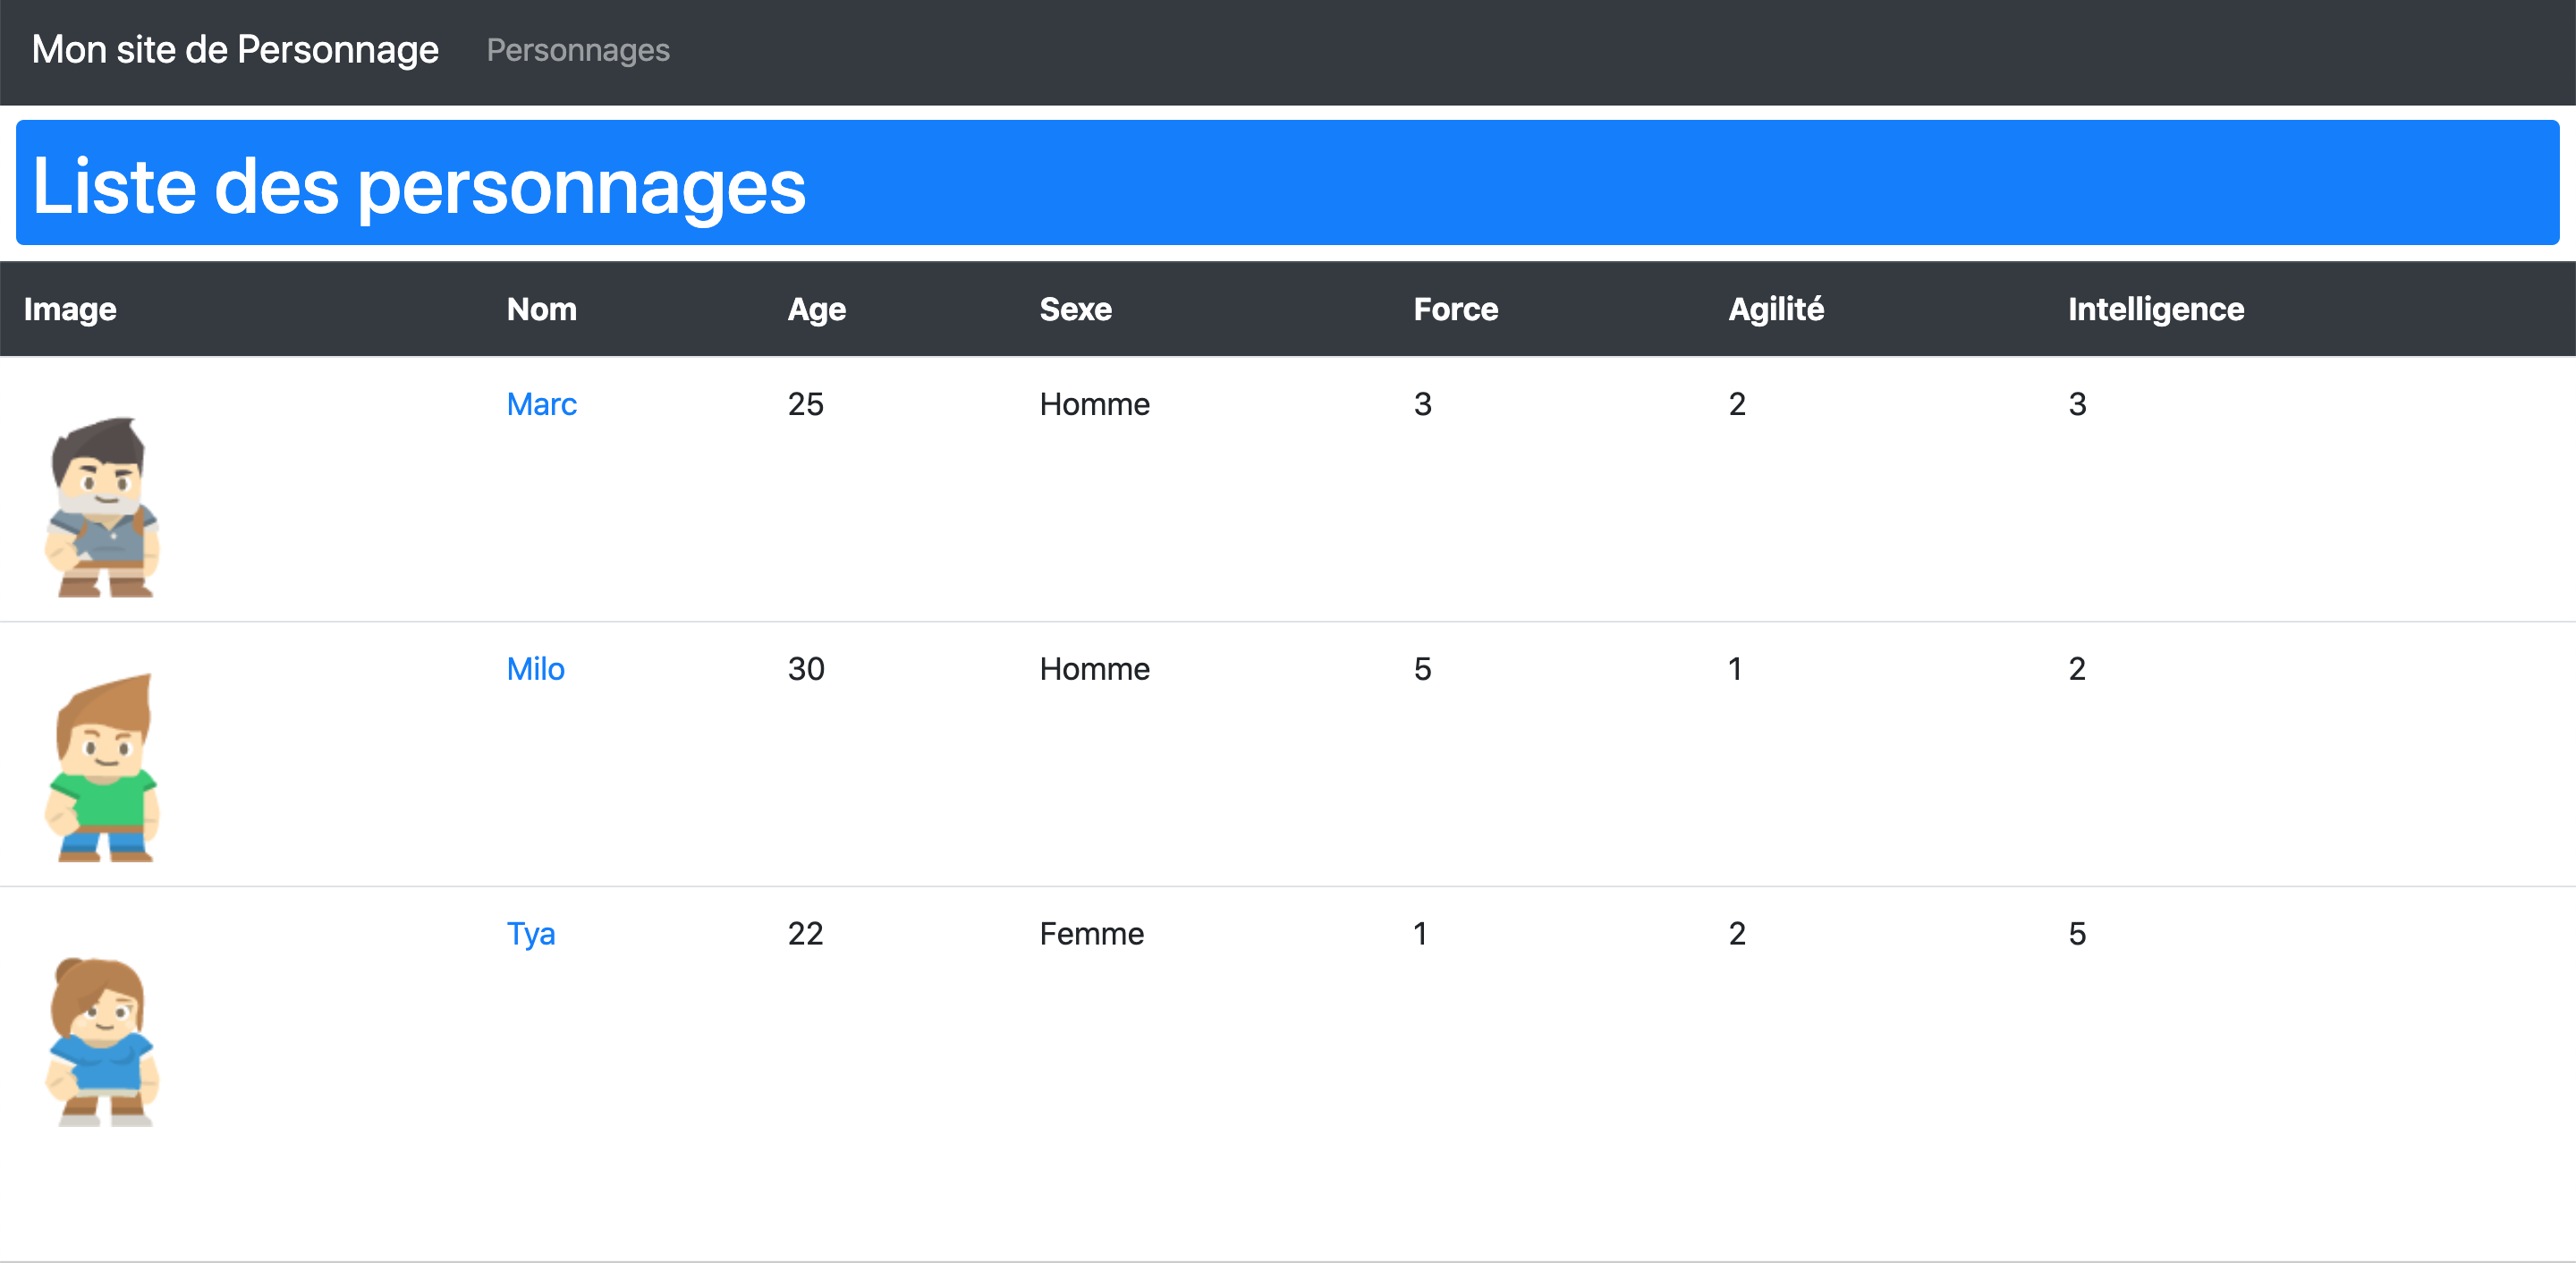 Mon site de Personnage Personnages
Liste des personnages
Image Nom Age Sexe Force Agilité Intelligence
Marc 25 Homme 3 2 3
Milo 30 Homme 5 1 2
Tya 22 Femme 1 2 5